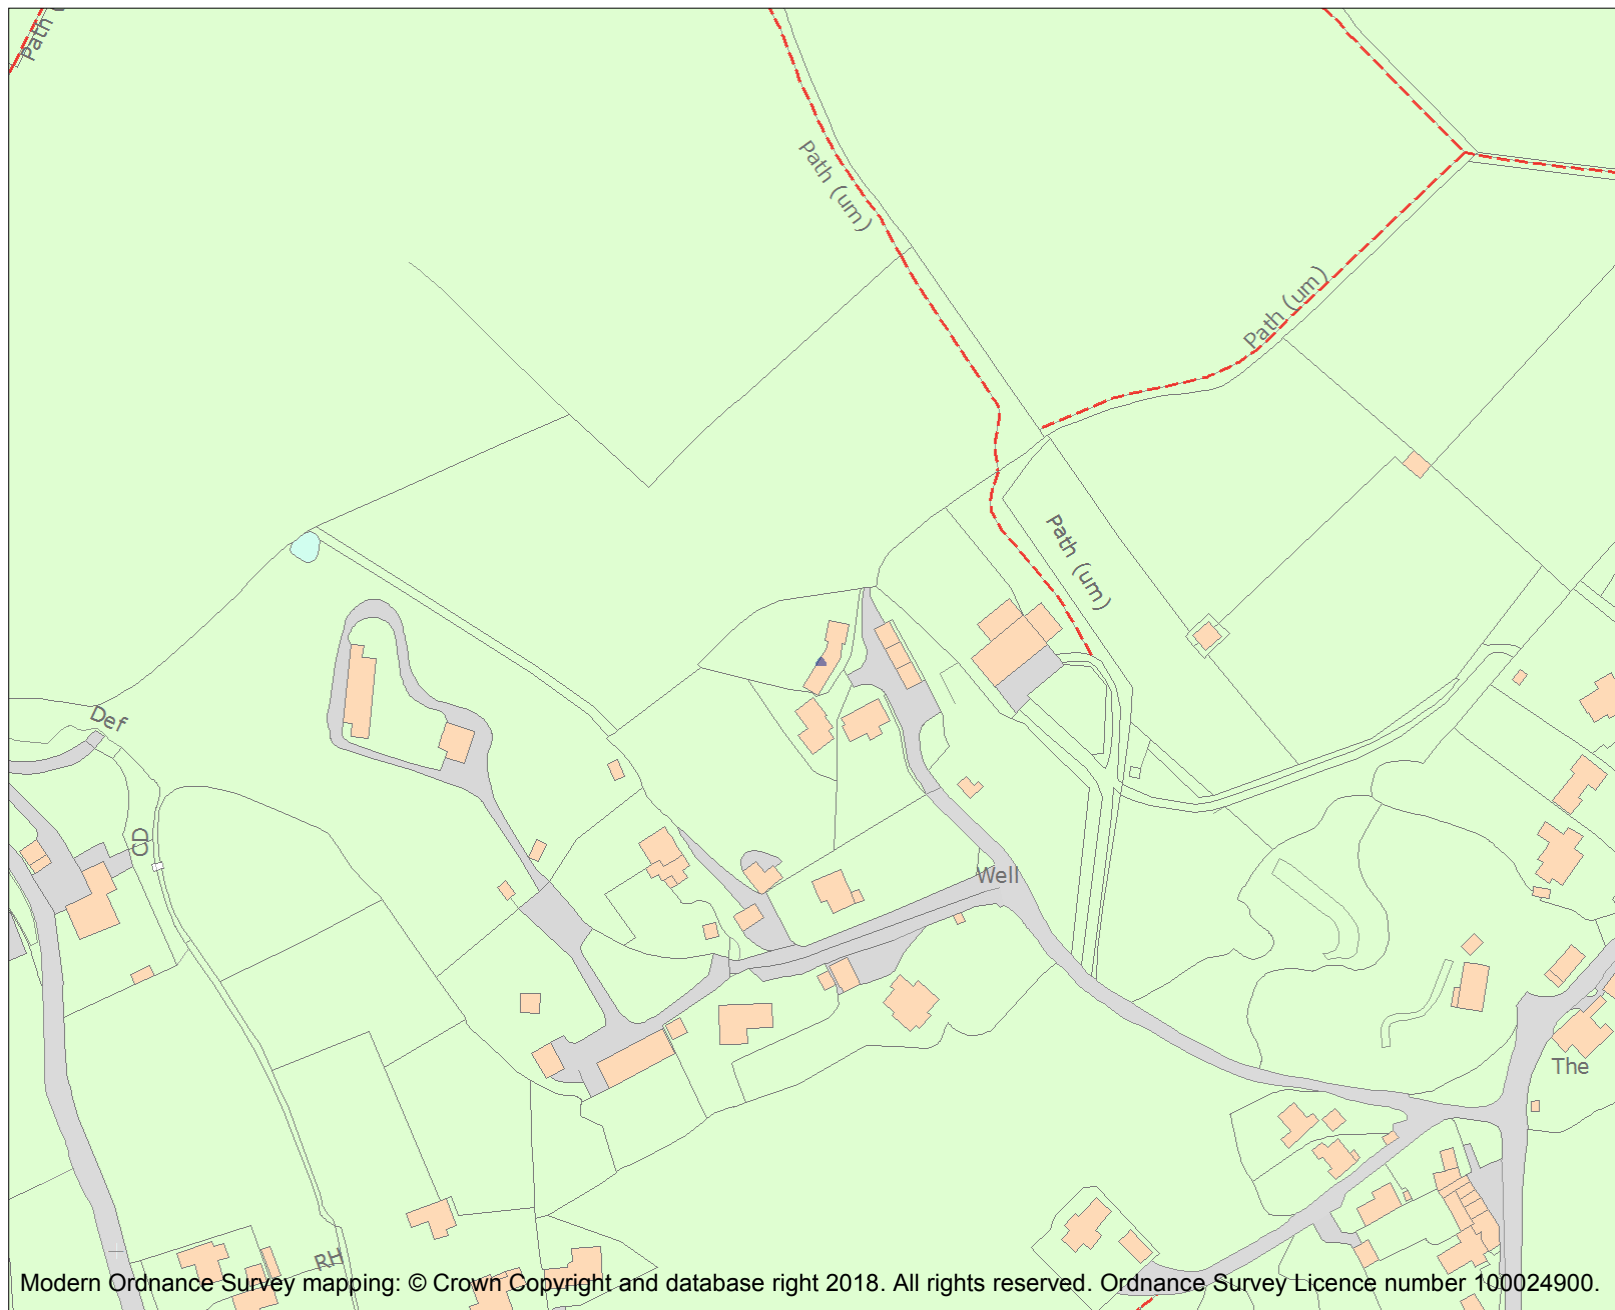 Path (
Path (um)
Path (um)
Path (um)
Def
CD
Well
The
RH
Modern Ordnance Survey mapping: © Crown Copyright and database right 2018. All rights reserved. Ordnance Survey Licence number 100024900.